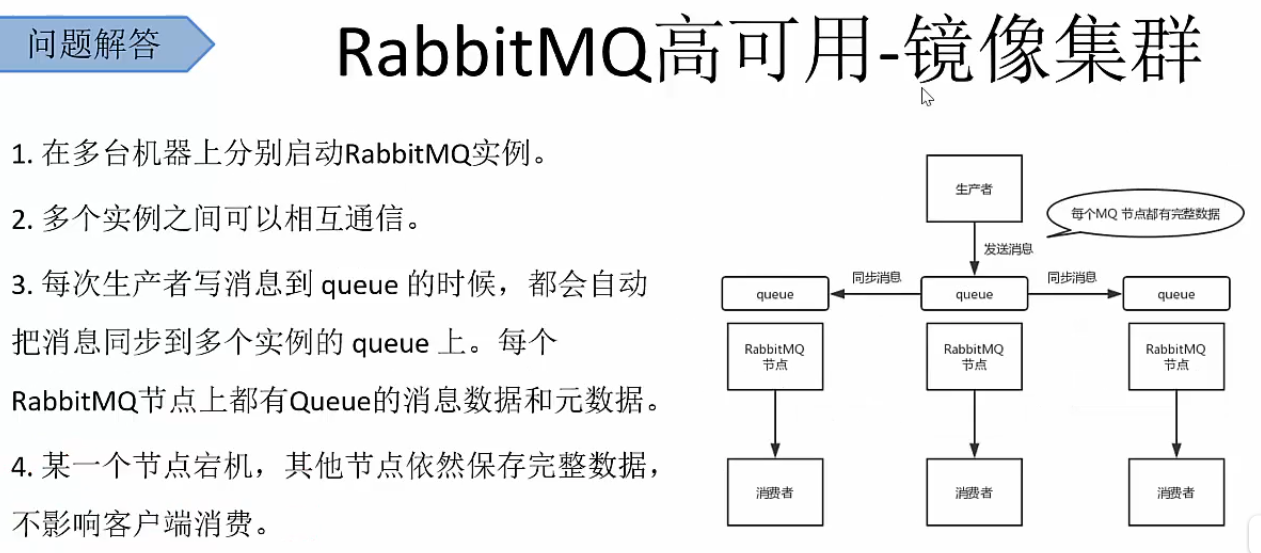 问题解答
RabbitMQ高可用-镜像集群
1. 在多台机器上分别启动RabbitMQ实例。
2. 多个实例之间可以相互通信。
3. 每次生产者写消息到 queue 的时候，都会自动
把消息同步到多个实例的 queue 上。每个
RabbitMQ节点上都有Queue的消息数据和元数据。
4. 某一个节点宕机，其他节点依然保存完整数据，
不影响客户端消费。
生产者
每个MQ 节点都有完整数据
发送消息
同步消息
同步消息
queue
queue
queue
RabbitMQ
节点
RabbitMQ
节点
RabbitMQ
节点
消费者
消费者
消费者